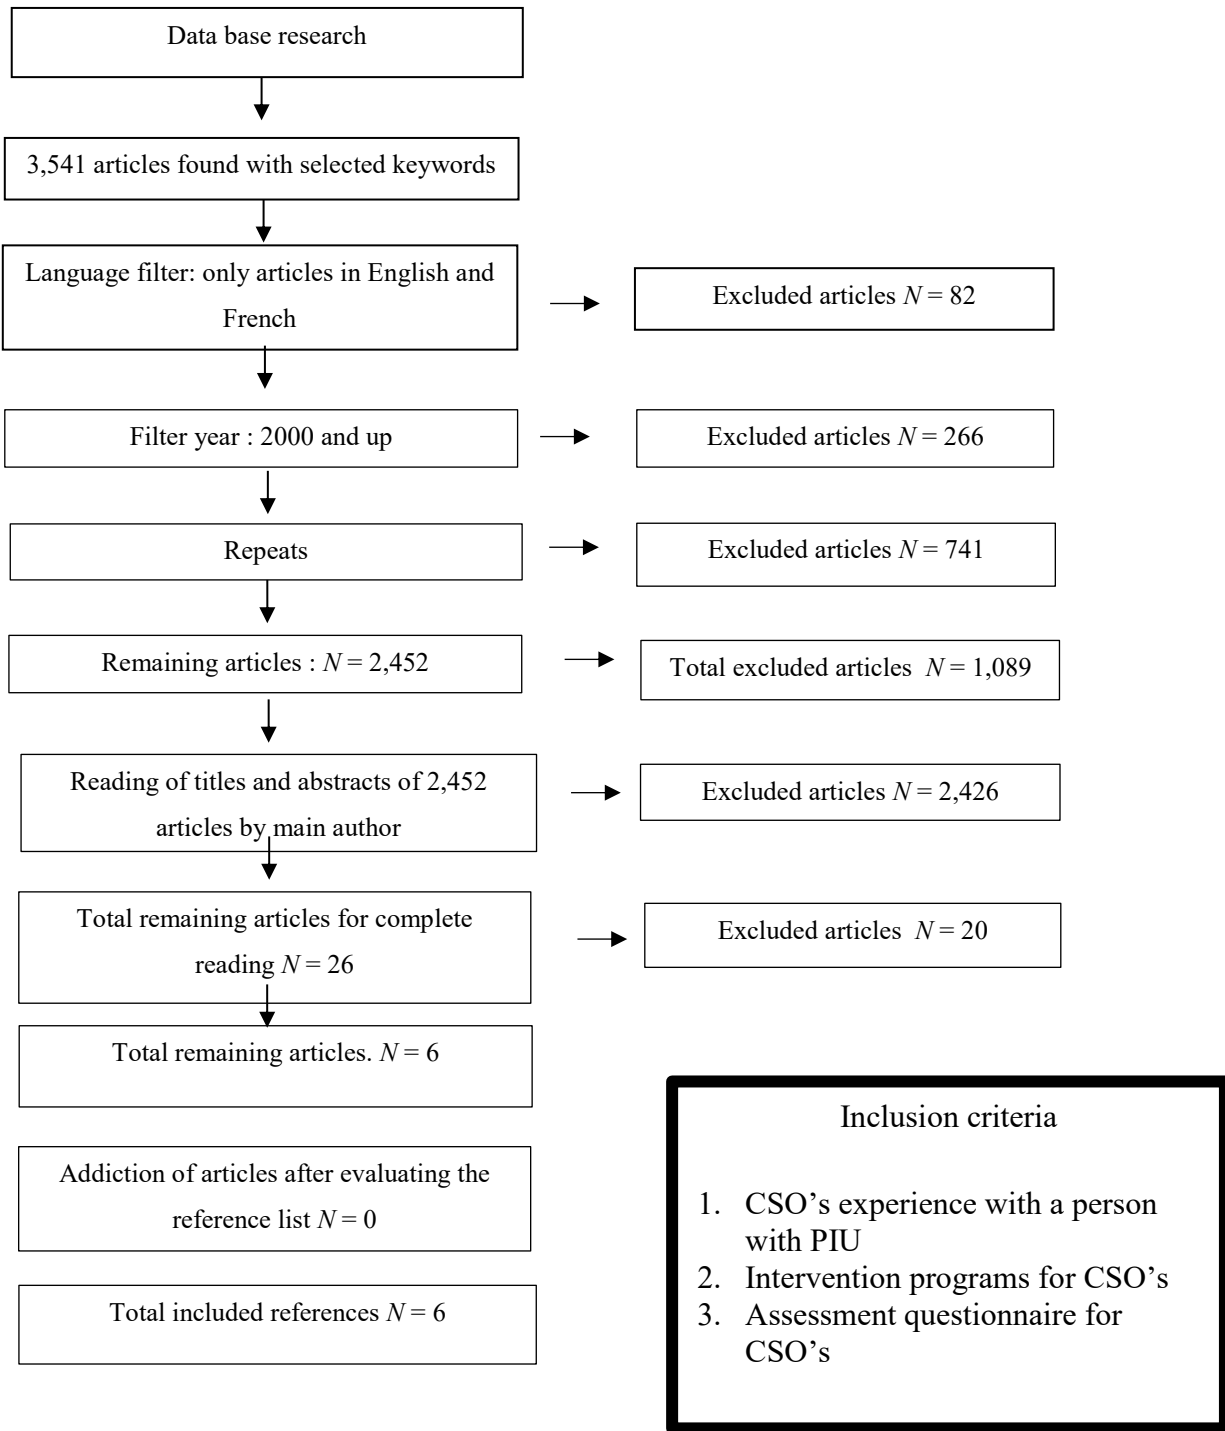 Data base research
3,541 articles found with selected keywords
Language filter: only articles in English and
French
Excluded articles N = 82
Filter year : 2000 and up
Excluded articles N = 266
Repeats
Excluded articles N = 741
Remaining articles : N = 2,452
Total excluded articles N = 1,089
Reading of titles and abstracts of 2,452
articles by main author
Excluded articles N = 2,426
Total remaining articles for complete
reading N = 26
Excluded articles N = 20
Total remaining articles. N = 6
Addiction of articles after evaluating the
reference list N = 0
Total included references N = 6
Inclusion criteria
1. CSO’s experience with a person
with PIU
2. Intervention programs for CSO’s
3. Assessment questionnaire for
CSO’s